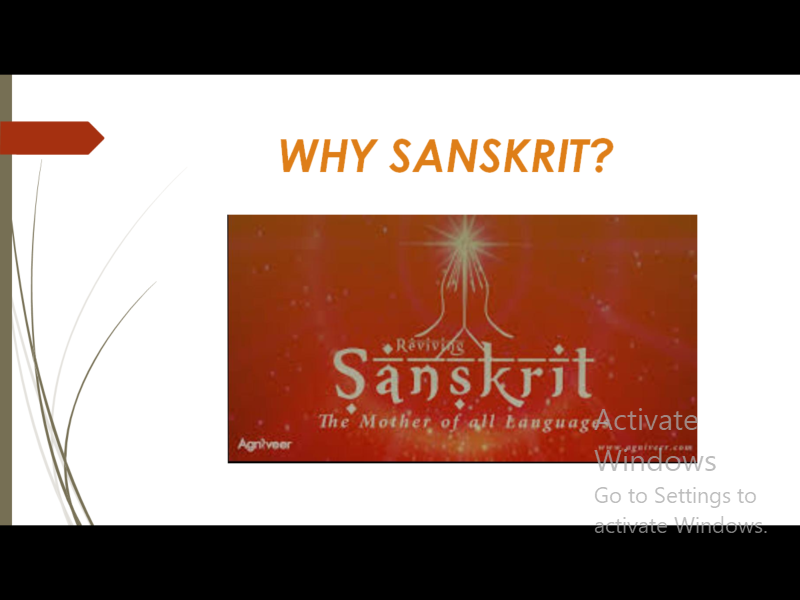 WHY SANSKRIT?
Reviving
Sanskrit
The Mother of all Languages
Agniveer
www.agniveer.com
Activate
Windows
Go to Settings to
activate Windows.